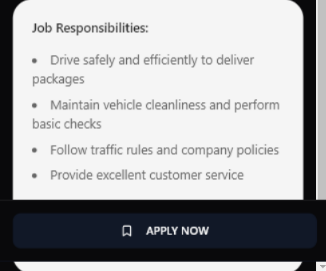 Job Responsibilities:
• Drive safely and efficiently to deliver
packages
• Maintain vehicle cleanliness and perform
basic checks
• Follow traffic rules and company policies
• Provide excellent customer service
APPLY NOW